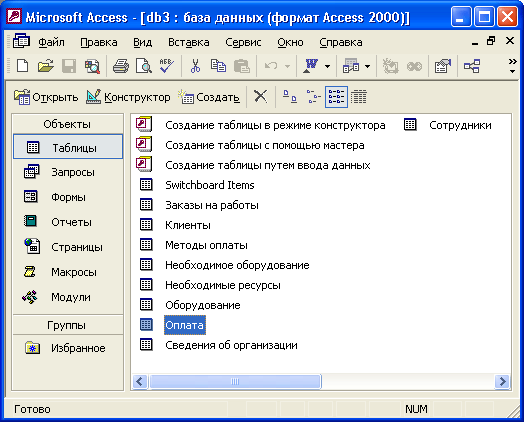 Microsoft Access - [db3 : база данных (формат Access 2000)]
Файл Правка Вид Вставка Сервис Окно Справка
Открыть Конструктор Создать
Объекты
Таблицы
Запросы
Формы
Отчеты
Страницы
Макросы
Модули
Группы
Избранное
Создание таблицы в режиме конструктора
Создание таблицы с помощью мастера
Создание таблицы путем ввода данных
Switchboard Items
Заказы на работы
Клиенты
Методы оплаты
Необходимое оборудование
Необходимые ресурсы
Оборудование
Оплата
Сведения об организации
Сотрудники
Готово NUM